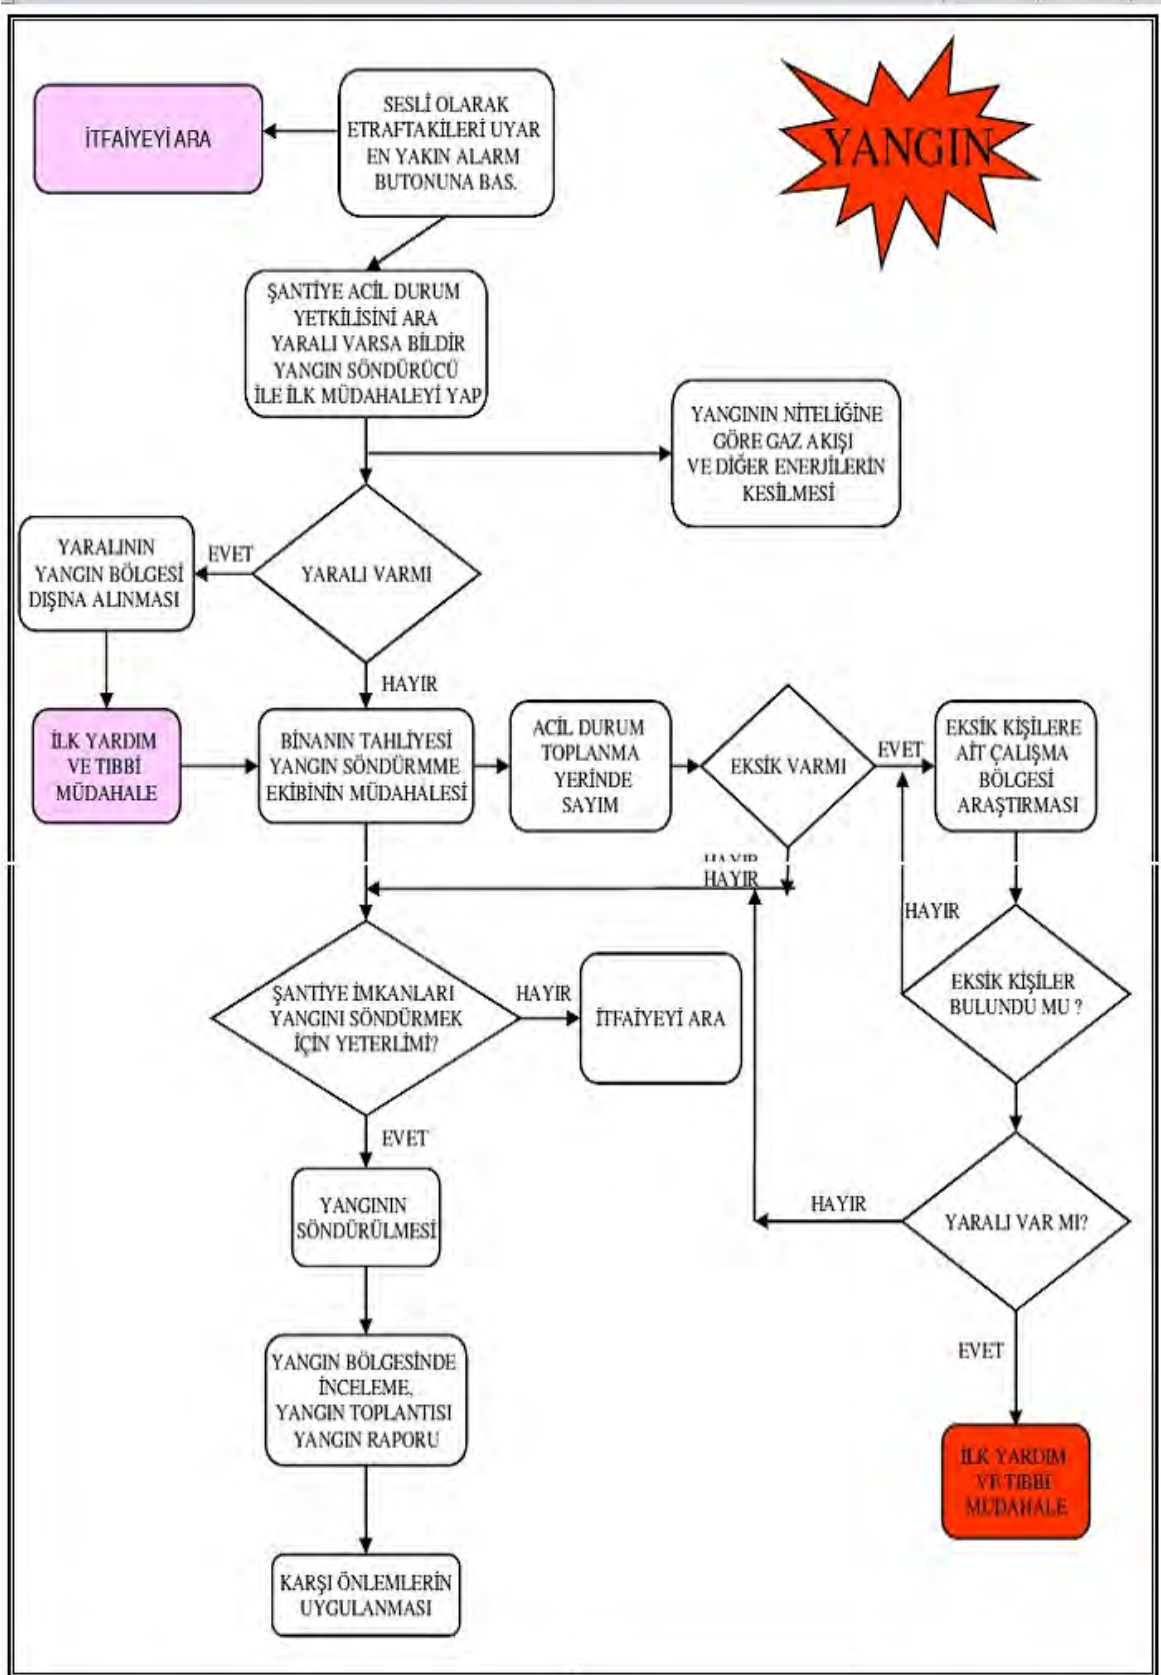 YANGIN
SESLİ OLARAK
ETRAFTAKİLERİ UYAR
EN YAKIN ALARM
BUTONUNA BAS.
İTFAİYEYİ ARA
ŞANTİYE ACİL DURUM
YETKİLİSİNİ ARA
YARALI VARSA BİLDİR
YANGIN SÖNDÜRÜCÜ
İLE İLK MÜDAHALEYİ YAP
YANGININ NİTELİĞİNE
GÖRE GAZ AKIŞI
VE DİĞER ENERJİLERİN
KESİLMESİ
YARALI VARMI
EVET
YARALININ
YANGIN BÖLGESİ
DIŞINA ALINMASI
HAYIR
İLK YARDIM
VE TIBBİ
MÜDAHALE
BİNANIN TAHLİYESİ
YANGIN SÖNDÜRMME
EKİBİNİN MÜDAHALESİ
ACİL DURUM
TOPLANMA
YERİNDE
SAYIM
EKSİK VARMI
EVET
EKSİK KİŞİLERE
AİT ÇALIŞMA
BÖLGESİ
ARAŞTIRMASI
HAYIR
HAYIR
HAYIR
EKSİK KİŞİLER
BULUNDU MU ?
ŞANTİYE İMKANLARI
YANGINI SÖNDÜRMEK
İÇİN YETERLİMİ?
HAYIR
İTFAİYEYİ ARA
EVET
YANGININ
SÖNDÜRÜLMESİ
HAYIR
YARALI VAR MI?
EVET
İLK YARDIM
VE TIBBİ
MÜDAHALE
YANGIN BÖLGESİNDE
İNCELEME,
YANGIN TOPLANTISI
YANGIN RAPORU
KARŞI ÖNLEMLERİN
UYGULANMASI